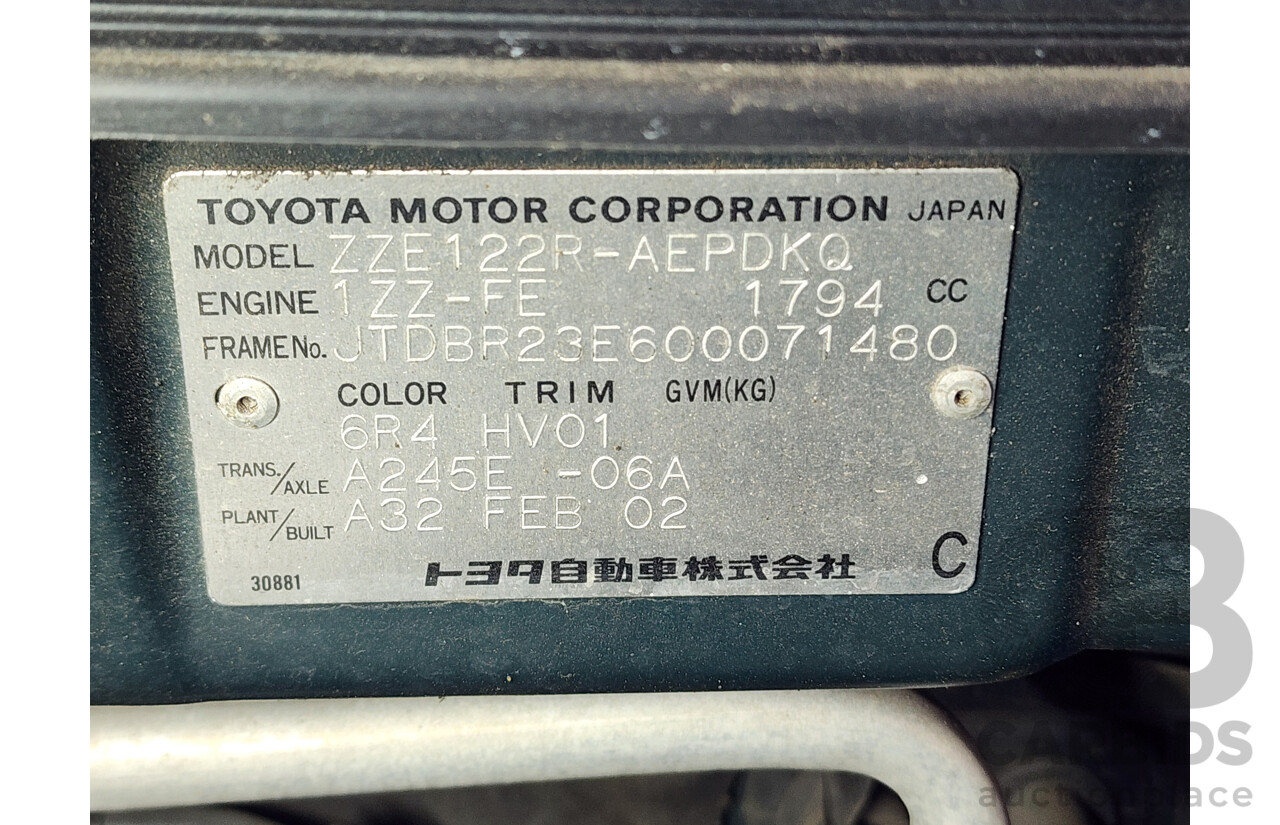 TOYOTA MOTOR CORPORATION JAPAN
MODEL ZZE122R-AEPDKQ
ENGINE 1ZZ-FE 1794 CC
FRAME No. JTDBR23E600071480
COLOR TRIM GVM(KG)
6R4 HV01
TRANS./AXLE A245E -06A
PLANT/BUILT A32 FEB 02
30881 トヨタ自動車株式会社 C